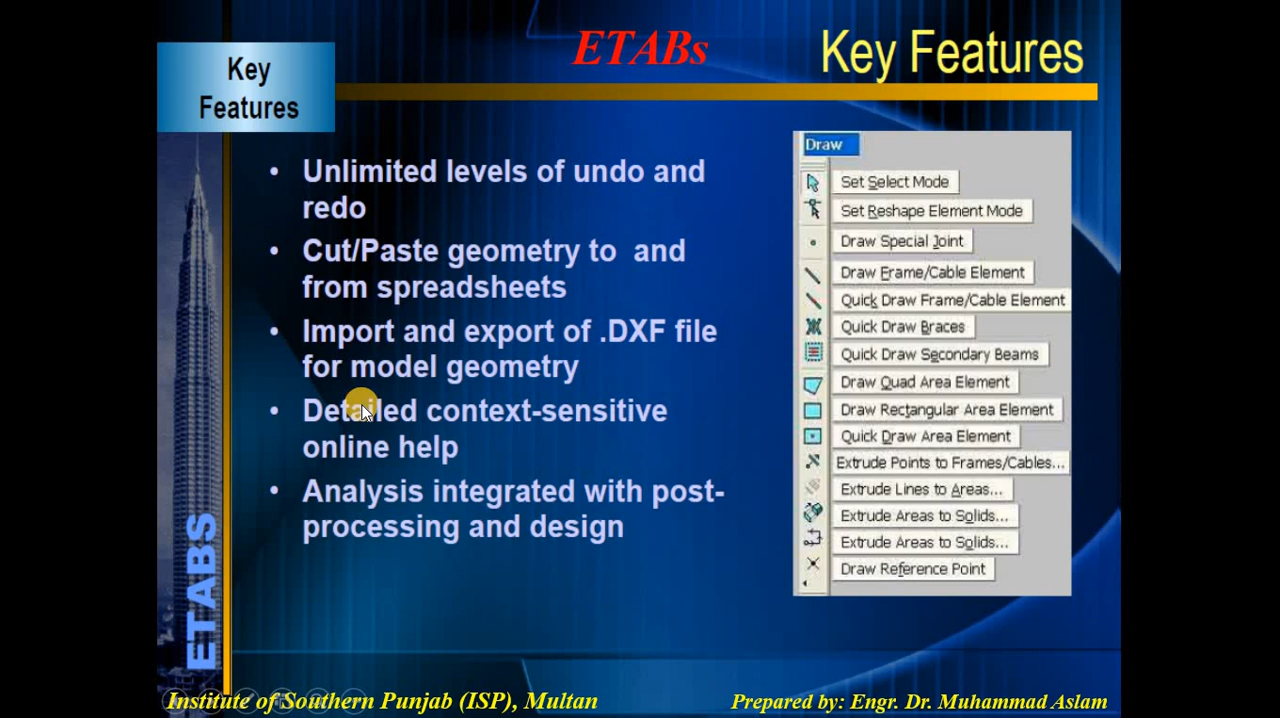 ETABs
Key Features
Key
Features
• Unlimited levels of undo and
redo
• Cut/Paste geometry to and
from spreadsheets
• Import and export of .DXF file
for model geometry
• Detailed context-sensitive
online help
• Analysis integrated with post-
processing and design
Draw
Set Select Mode
Set Reshape Element Mode
Draw Special Joint
Draw Frame/Cable Element
Quick Draw Frame/Cable Element
Quick Draw Braces
Quick Draw Secondary Beams
Draw Quad Area Element
Draw Rectangular Area Element
Quick Draw Area Element
Extrude Points to Frames/Cables...
Extrude Lines to Areas...
Extrude Areas to Solids...
Extrude Areas to Solids...
Draw Reference Point
ETABS
Institute of Southern Punjab (ISP), Multan
Prepared by: Engr. Dr. Muhammad Aslam